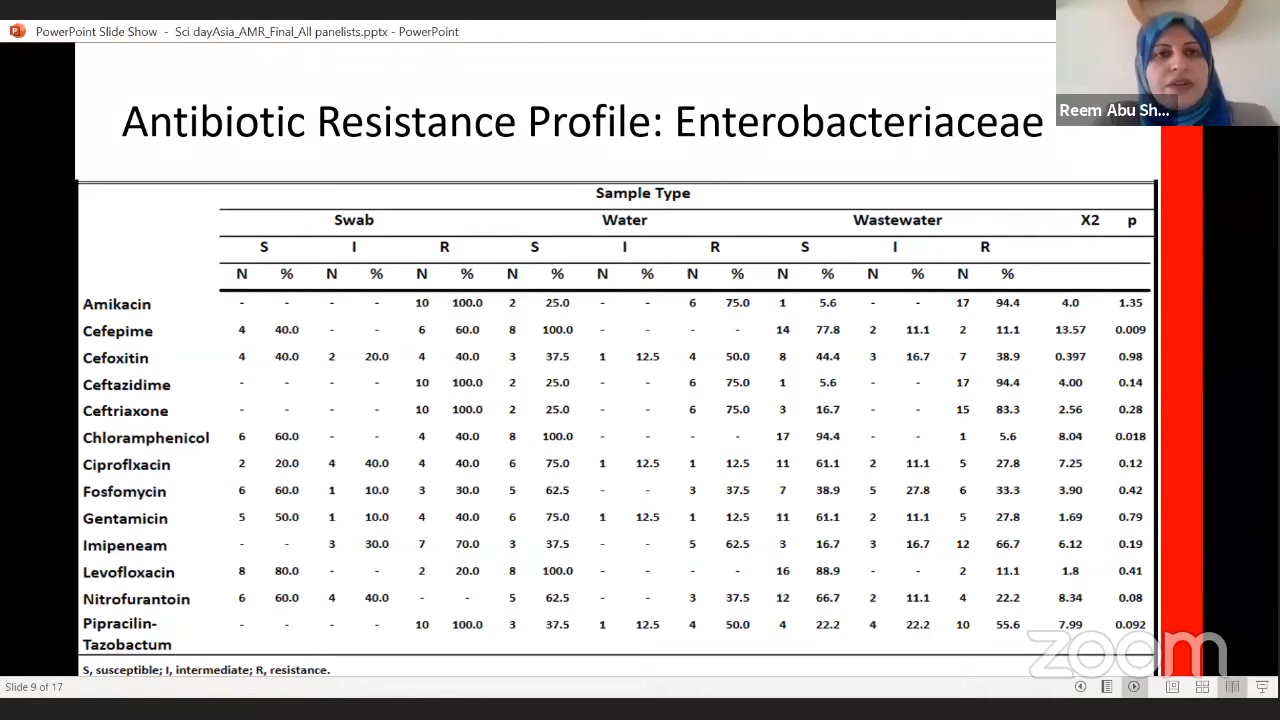 PowerPoint Slide Show - Sci dayAsia_AMR_Final_All panelists.pptx - PowerPoint
Reem Abu Sh...
Antibiotic Resistance Profile: Enterobacteriaceae
Sample Type
Swab Water Wastewater X2 p
S I R S I R S I R
N % N % N % N % N % N % N % N % N %
Amikacin - - - - 10 100.0 2 25.0 - - 6 75.0 1 5.6 - - 17 94.4 4.0 1.35
Cefepime 4 40.0 - - 6 60.0 8 100.0 - - - - 14 77.8 2 11.1 2 11.1 13.57 0.009
Cefoxitin 4 40.0 2 20.0 4 40.0 3 37.5 1 12.5 4 50.0 8 44.4 3 16.7 7 38.9 0.397 0.98
Ceftazidime - - - - 10 100.0 2 25.0 - - 6 75.0 1 5.6 - - 17 94.4 4.00 0.14
Ceftriaxone - - - - 10 100.0 2 25.0 - - 6 75.0 3 16.7 - - 15 83.3 2.56 0.28
Chloramphenicol 6 60.0 - - 4 40.0 8 100.0 - - - - 17 94.4 - - 1 5.6 8.04 0.018
Ciproflxacin 2 20.0 4 40.0 4 40.0 6 75.0 1 12.5 1 12.5 11 61.1 2 11.1 5 27.8 7.25 0.12
Fosfomycin 6 60.0 1 10.0 3 30.0 5 62.5 - - 3 37.5 7 38.9 5 27.8 6 33.3 3.90 0.42
Gentamicin 5 50.0 1 10.0 4 40.0 6 75.0 1 12.5 1 12.5 11 61.1 2 11.1 5 27.8 1.69 0.79
Imipeneam - - 3 30.0 7 70.0 3 37.5 - - 5 62.5 3 16.7 3 16.7 12 66.7 6.12 0.19
Levofloxacin 8 80.0 - - 2 20.0 8 100.0 - - - - 16 88.9 - - 2 11.1 1.8 0.41
Nitrofurantoin 6 60.0 4 40.0 - - 5 62.5 - - 3 37.5 12 66.7 2 11.1 4 22.2 8.34 0.08
Pipracilin- - - - - 10 100.0 3 37.5 1 12.5 4 50.0 4 22.2 4 22.2 10 55.6 7.99 0.092
Tazobactum
S, susceptible; I, intermediate; R, resistance.
zoom
Slide 9 of 17